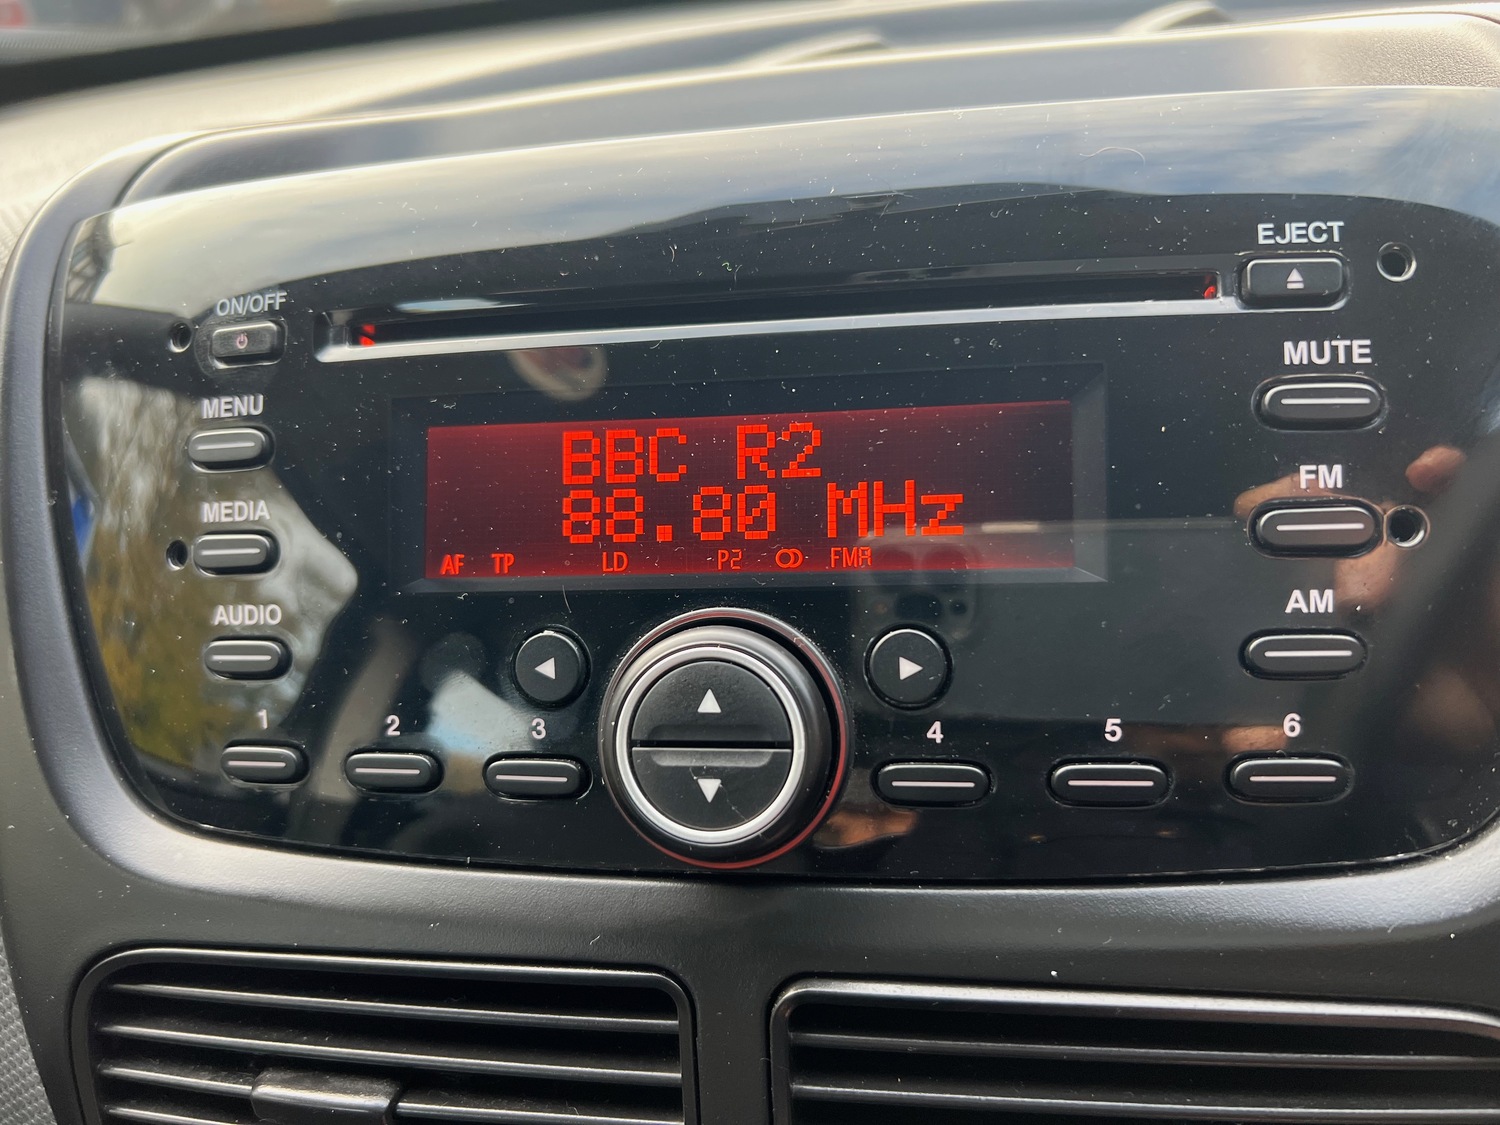 EJECT
ON/OFF
MUTE
MENU
BBC R2
FM
88.80 MHz
MEDIA
AF TP LD P2 FMA
AM
AUDIO
1 2 3 4 5 6